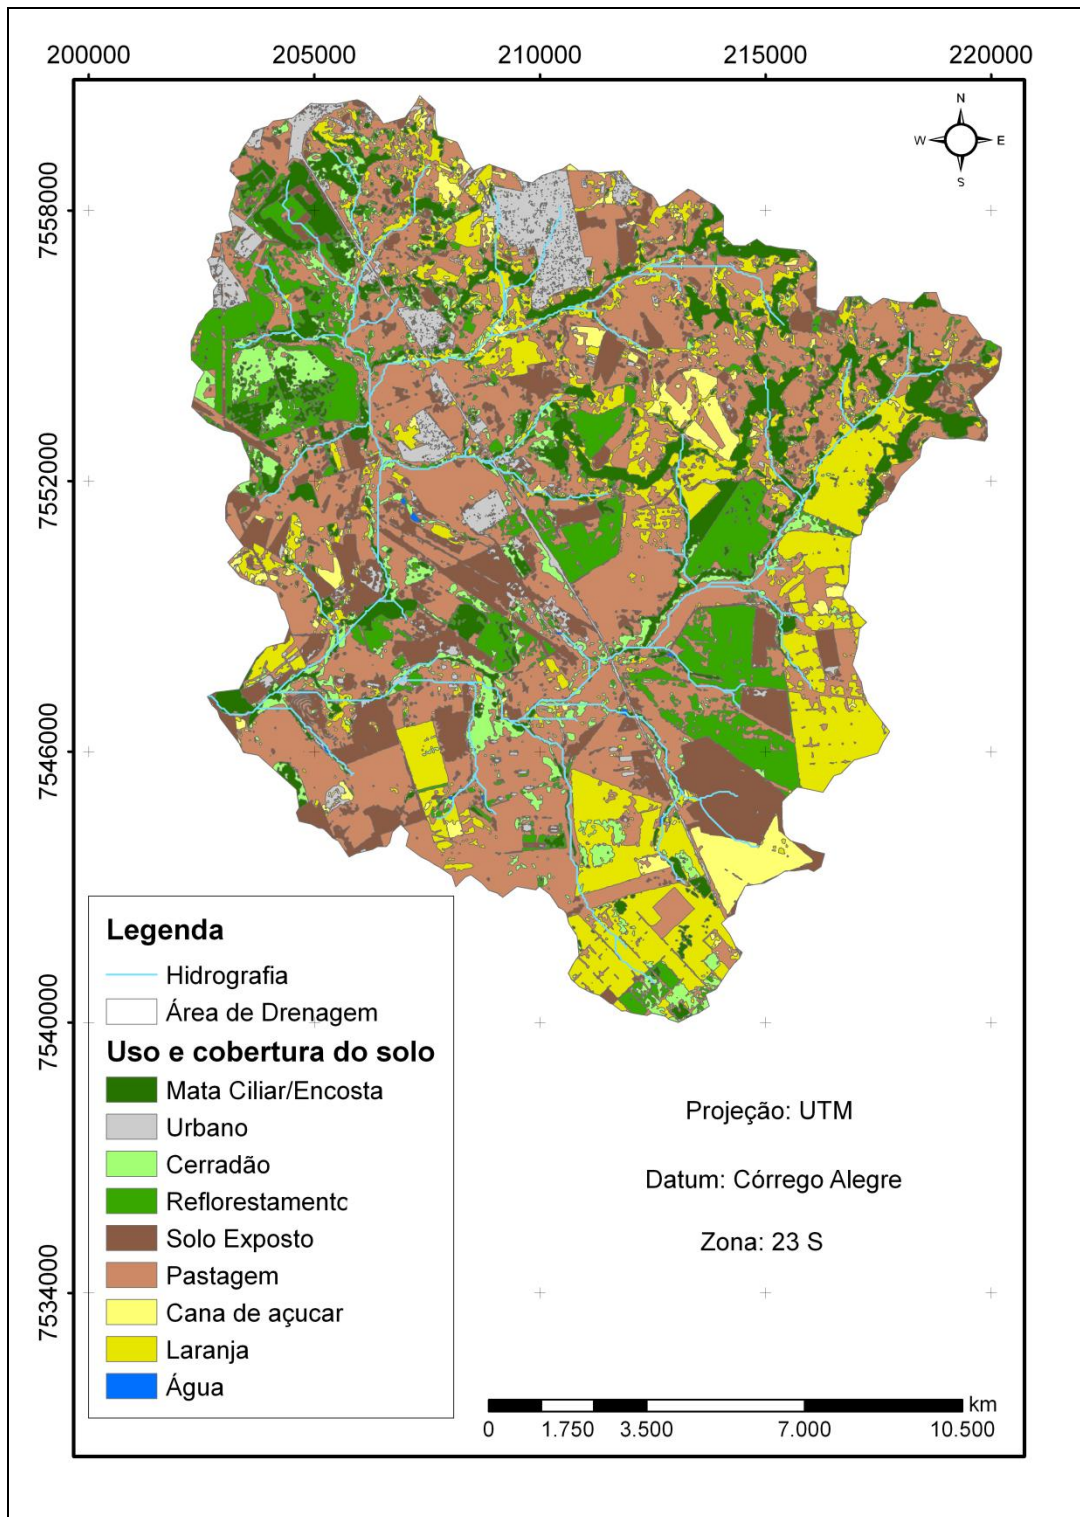 200000 205000 210000 215000 220000
N
W E
S
7558000
7552000
7546000
7540000
7534000
Legenda
Hidrografia
Área de Drenagem
Uso e cobertura do solo
Mata Ciliar/Encosta
Urbano
Cerradão
Reflorestamento
Solo Exposto
Pastagem
Cana de açucar
Laranja
Água
Projeção: UTM
Datum: Córrego Alegre
Zona: 23 S
km
0 1.750 3.500 7.000 10.500